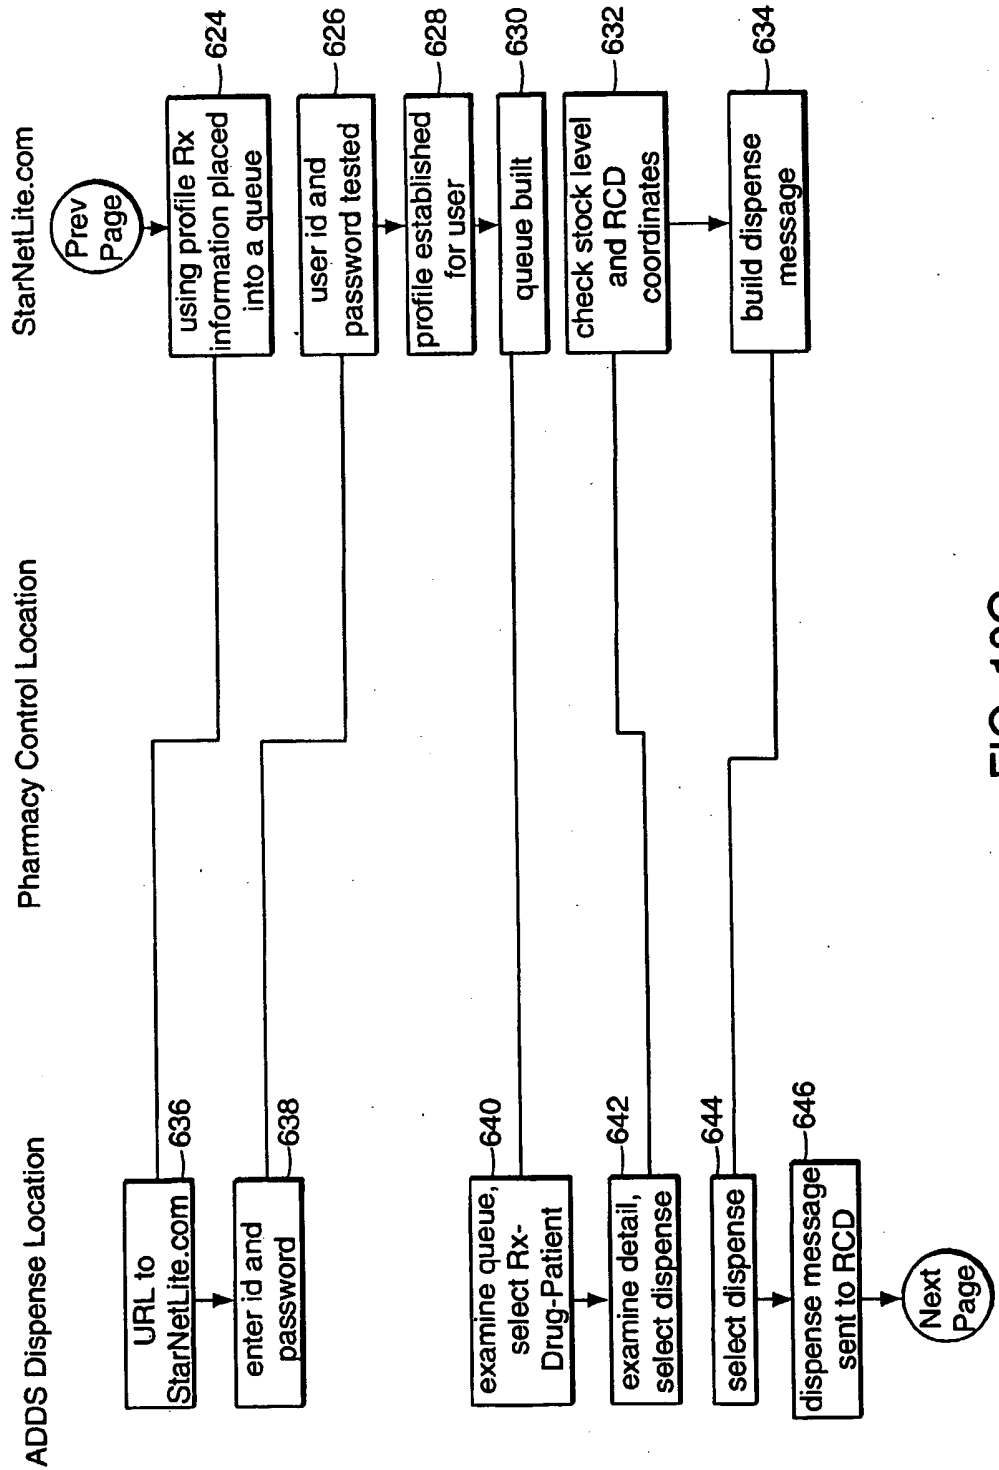 ADDS Dispense Location
Pharmacy Control Location
StarNetLite.com
Prev
Page
using profile Rx
information placed
into a queue
624
user id and
password tested
626
profile established
for user
628
queue built
630
check stock level
and RCD
coordinates
632
build dispense
message
634
URL to
StarNetLite.com
636
enter id and
password
638
examine queue,
select Rx-
Drug-Patient
640
examine detail,
select dispense
642
select dispense
644
dispense message
sent to RCD
646
Next
Page